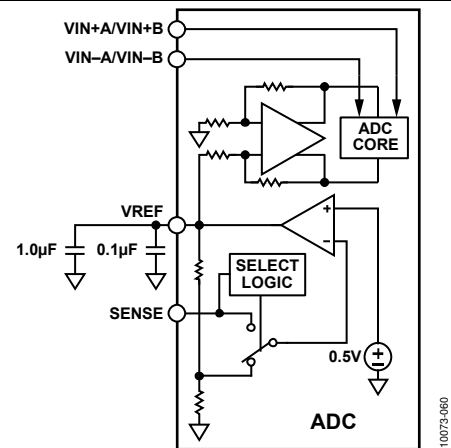 VIN+A/VIN+B
VIN–A/VIN–B
ADC
CORE
VREF
+
–
1.0µF
0.1µF
SELECT
LOGIC
SENSE
0.5V
+
–
ADC
10073-060